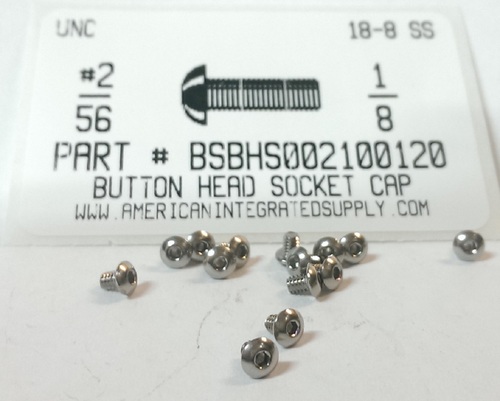 UNC 18-8 SS
#2 1
56 8
PART # BSBHS002100120
BUTTON HEAD SOCKET CAP
WWW.AMERICANINTEGRATEDSUPPLY.COM